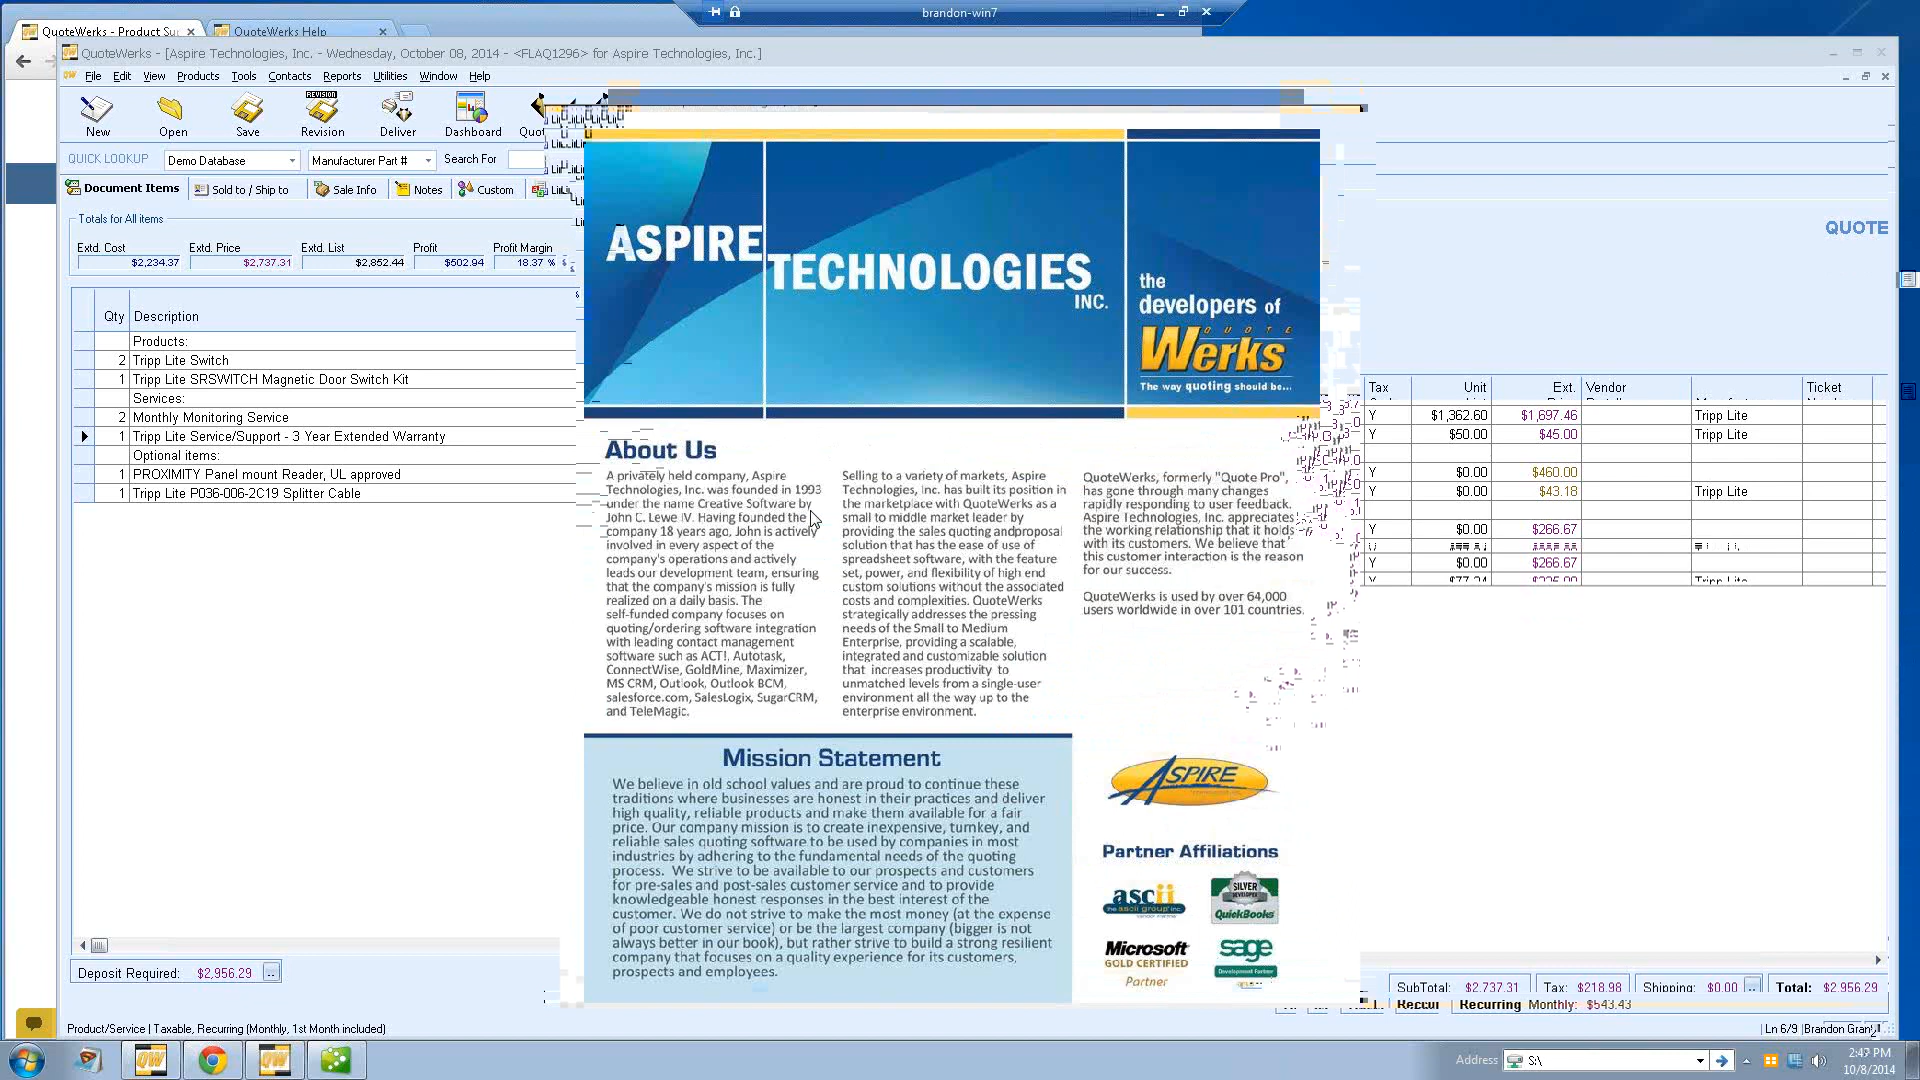 brandon-win7
QuoteWerks - Product Su
QuoteWerks Help
QuoteWerks - [Aspire Technologies, Inc. - Wednesday, October 08, 2014 - <FLAQ1296> for Aspire Technologies, Inc.]
File Edit View Products Tools Contacts Reports Utilities Window Help
REVISION
New Open Save Revision Deliver Dashboard
QUICK LOOKUP Demo Database Manufacturer Part # Search For
Document Items Sold to / Ship to Sale Info Notes Custom
Totals for All items
Extd. Cost Extd. Price Extd. List Profit Profit Margin
$2,234.37 $2,737.31 $2,852.44 $502.94 18.37 %
QUOTE
Qty Description
Products:
2 Tripp Lite Switch
1 Tripp Lite SRSWITCH Magnetic Door Switch Kit
Services:
2 Monthly Monitoring Service
1 Tripp Lite Service/Support - 3 Year Extended Warranty
Optional items:
1 PROXIMITY Panel mount Reader, UL approved
1 Tripp Lite P036-006-2C19 Splitter Cable
ASPIRE
TECHNOLOGIES
INC.
the
developers of
QUOTE
Werks
The way quoting should be...
About Us
A privately held company, Aspire
Technologies, Inc. was founded in 1993
under the name Creative Software by
John C. Lewe IV. Having founded the
company 18 years ago, John is actively
involved in every aspect of the
company's operations and actively
leads our development team, ensuring
that the company's mission is fully
realized on a daily basis. The
self-funded company focuses on
quoting/ordering software integration
with leading contact management
software such as ACT!, Autotask,
ConnectWise, GoldMine, Maximizer,
MS CRM, Outlook, Outlook BCM,
salesforce.com, SalesLogix, SugarCRM,
and TeleMagic.
Selling to a variety of markets, Aspire
Technologies, Inc. has built its position in
the marketplace with QuoteWerks as a
small to middle market leader by
providing the sales quoting andproposal
solution that has the ease of use of
spreadsheet software, with the feature
set, power, and flexibility of high end
custom solutions without the associated
costs and complexities. QuoteWerks
strategically addresses the pressing
needs of the Small to Medium
Enterprise, providing a scalable,
integrated and customizable solution
that increases productivity to
unmatched levels from a single-user
environment all the way up to the
enterprise environment.
QuoteWerks, formerly "Quote Pro",
has gone through many changes
rapidly responding to user feedback.
Aspire Technologies, Inc. appreciates
the working relationship that it holds
with its customers. We believe that
this customer interaction is the reason
for our success.
QuoteWerks is used by over 64,000
users worldwide in over 101 countries.
Mission Statement
We believe in old school values and are proud to continue these
traditions where businesses are honest in their practices and deliver
high quality, reliable products and make them available for a fair
price. Our company mission is to create inexpensive, turnkey, and
reliable sales quoting software to be used by companies in most
industries by adhering to the fundamental needs of the quoting
process. We strive to be available to our prospects and customers
for pre-sales and post-sales customer service and to provide
knowledgeable honest responses in the best interest of the
customer. We do not strive to make the most money (at the expense
of poor customer service) or be the largest company (bigger is not
always better in our book), but rather strive to build a strong resilient
company that focuses on a quality experience for its customers,
prospects and employees.
ASPIRE
Partner Affiliations
ascii
the ascii group inc.
SILVER
DEVELOPER
QuickBooks
Microsoft
GOLD CERTIFIED
Partner
sage
Development Partner
Tax Unit Ext. Vendor Ticket
Y $1,362.60 $1,697.46 Tripp Lite
Y $50.00 $45.00 Tripp Lite
Y $0.00 $460.00
Y $0.00 $43.18 Tripp Lite
Y $0.00 $266.67
Y $0.00 $266.67
Deposit Required: $2,956.29
SubTotal: $2,737.31 Tax: $218.98 Shipping: $0.00 Total: $2,956.29
Recurring Monthly: $543.43
Product/Service | Taxable, Recurring (Monthly, 1st Month included)
Ln 6/9 Brandon Gran
Address S:\
2:47 PM
10/8/2014